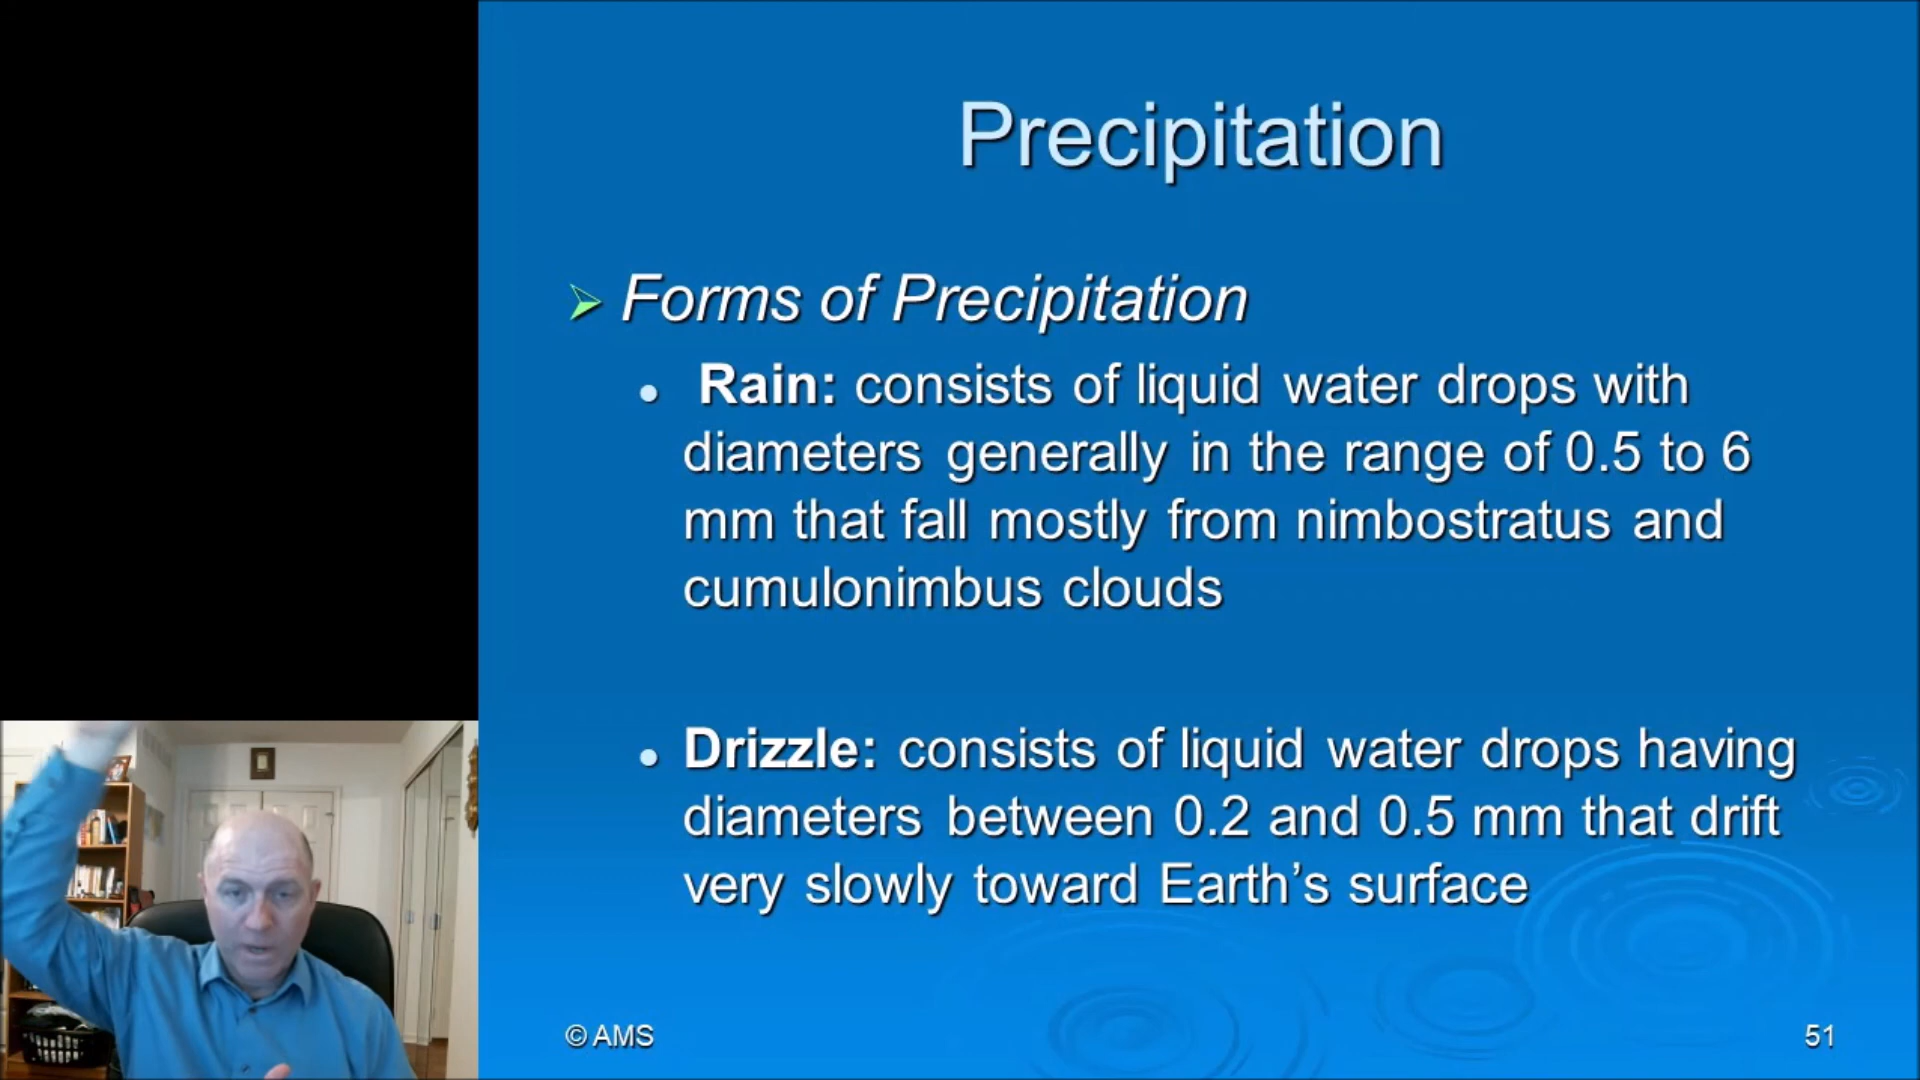 Precipitation
Forms of Precipitation
Rain: consists of liquid water drops with
diameters generally in the range of 0.5 to 6
mm that fall mostly from nimbostratus and
cumulonimbus clouds
Drizzle: consists of liquid water drops having
diameters between 0.2 and 0.5 mm that drift
very slowly toward Earth’s surface
© AMS
51